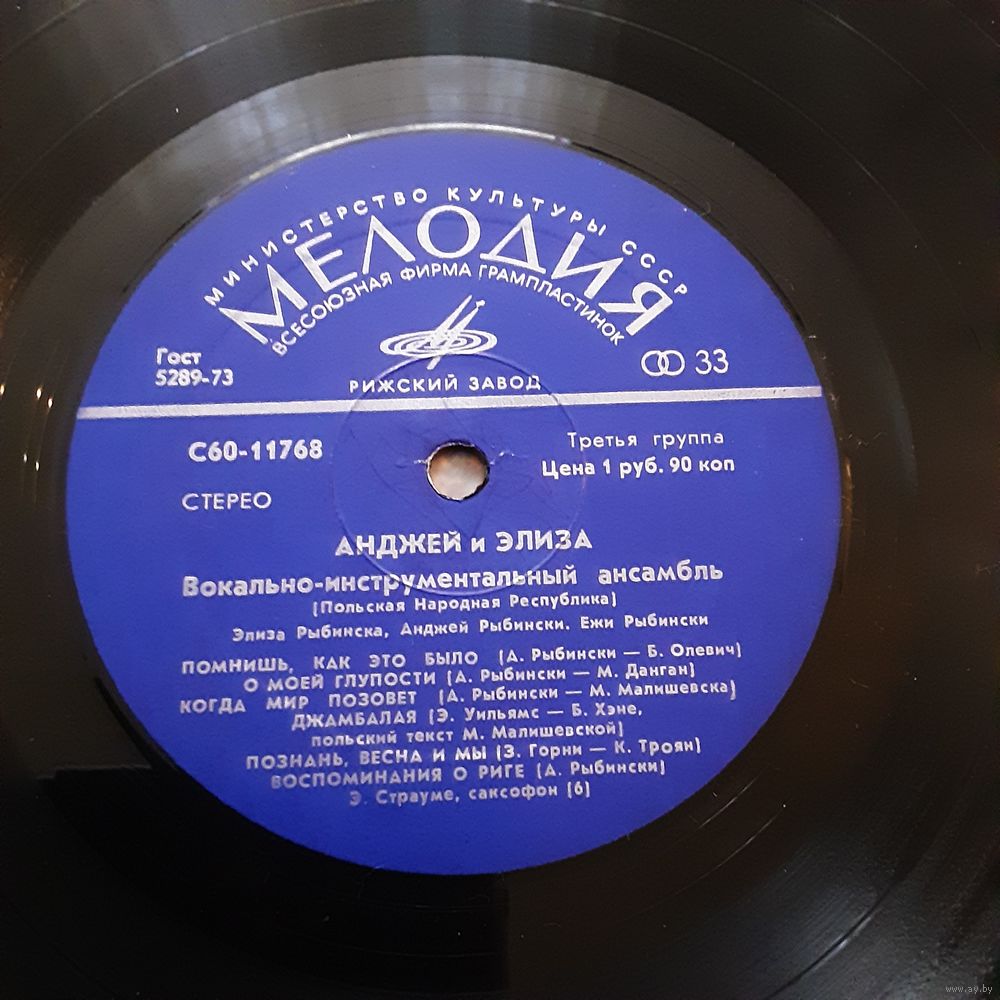 МИНИСТЕРСТВО КУЛЬТУРЫ СССР
МЕЛОДИЯ
ВСЕСОЮЗНАЯ ФИРМА ГРАМПЛАСТИНОК
Гост
5289-73
33
РИЖСКИЙ ЗАВОД
С60-11768
Третья группа
Цена 1 руб. 90 коп
СТЕРЕО
АНДЖЕЙ и ЭЛИЗА
Вокально-инструментальный ансамбль
(Польская Народная Республика)
Элиза Рыбинска, Анджей Рыбински. Ежи Рыбински
ПОМНИШЬ, КАК ЭТО БЫЛО (А. Рыбински — Б. Олевич)
О МОЕЙ ГЛУПОСТИ (А. Рыбински — М. Данган)
КОГДА МИР ПОЗОВЕТ (А. Рыбински — М. Малишевска)
ДЖАМБАЛАЯ (Э. Уильямс — Б. Хэне,
польский текст М. Малишевской)
ПОЗНАНЬ, ВЕСНА И МЫ (З. Горни — К. Троян)
ВОСПОМИНАНИЯ О РИГЕ (А. Рыбински)
Э. Страуме, саксофон (6)
www.ay.by